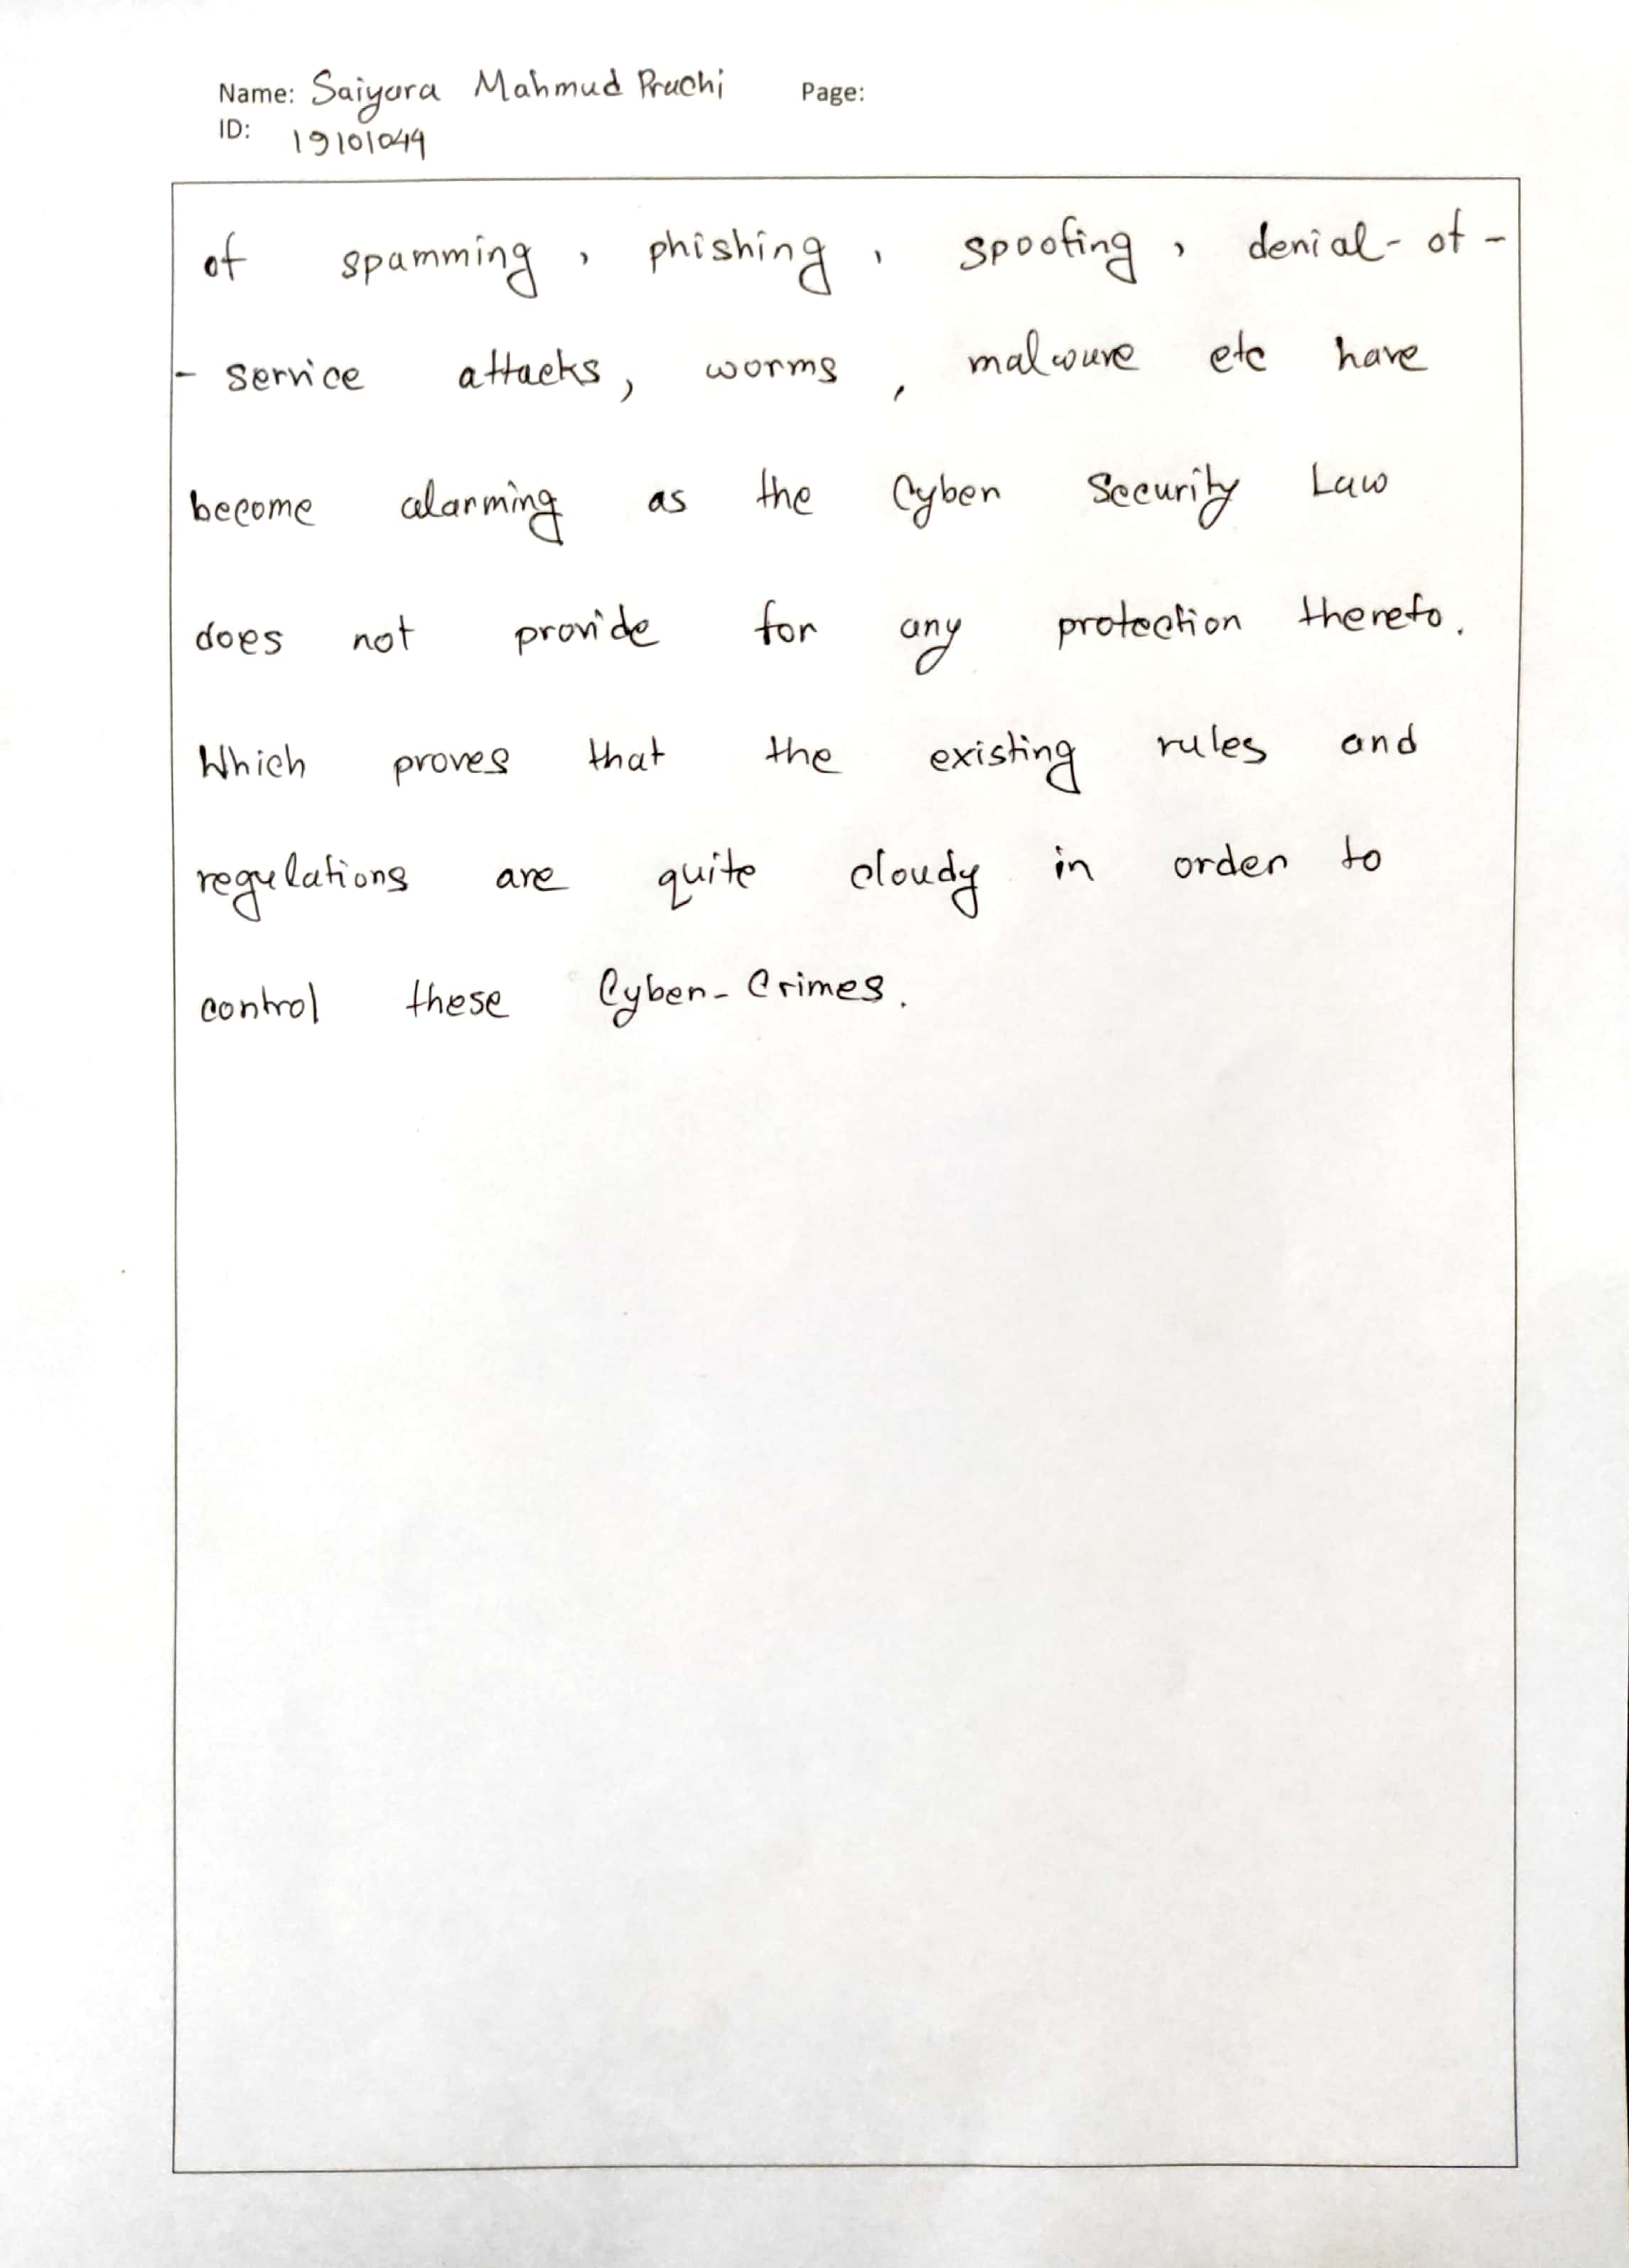 Name: Saiyara Mahmud Prachi Page:
ID: 19101049
of spamming, phishing, spoofing, denial-of-
- service attacks, worms, malware etc have
become alarming as the Cyber Security Law
does not provide for any protection thereto.
Which proves that the existing rules and
regulations are quite cloudy in order to
control these Cyber-Crimes.